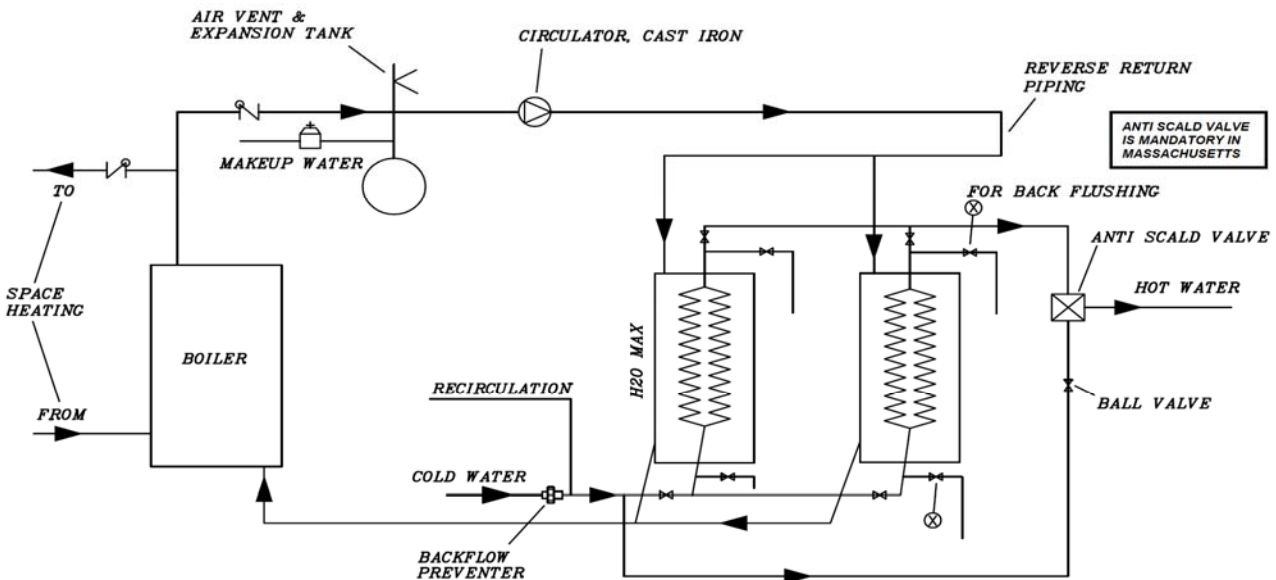 AIR VENT &
EXPANSION TANK
CIRCULATOR, CAST IRON
REVERSE RETURN
PIPING
ANTI SCALD VALVE
IS MANDATORY IN
MASSACHUSETTS
MAKEUP WATER
TO
FOR BACK FLUSHING
ANTI SCALD VALVE
SPACE
HEATING
HOT WATER
BOILER
H2O MAX
RECIRCULATION
BALL VALVE
FROM
COLD WATER
BACKFLOW
PREVENTER